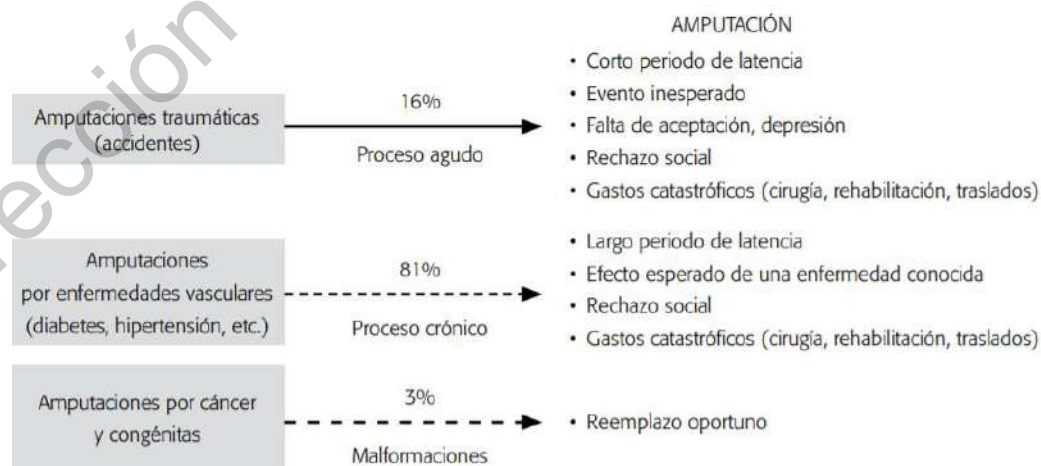 AMPUTACIÓN
Amputaciones traumáticas
(accidentes)
16%
Proceso agudo
• Corto periodo de latencia
• Evento inesperado
• Falta de aceptación, depresión
• Rechazo social
• Gastos catastróficos (cirugía, rehabilitación, traslados)
Amputaciones
por enfermedades vasculares
(diabetes, hipertensión, etc.)
81%
Proceso crónico
• Largo periodo de latencia
• Efecto esperado de una enfermedad conocida
• Rechazo social
• Gastos catastróficos (cirugía, rehabilitación, traslados)
Amputaciones por cáncer
y congénitas
3%
Malformaciones
• Reemplazo oportuno
ección